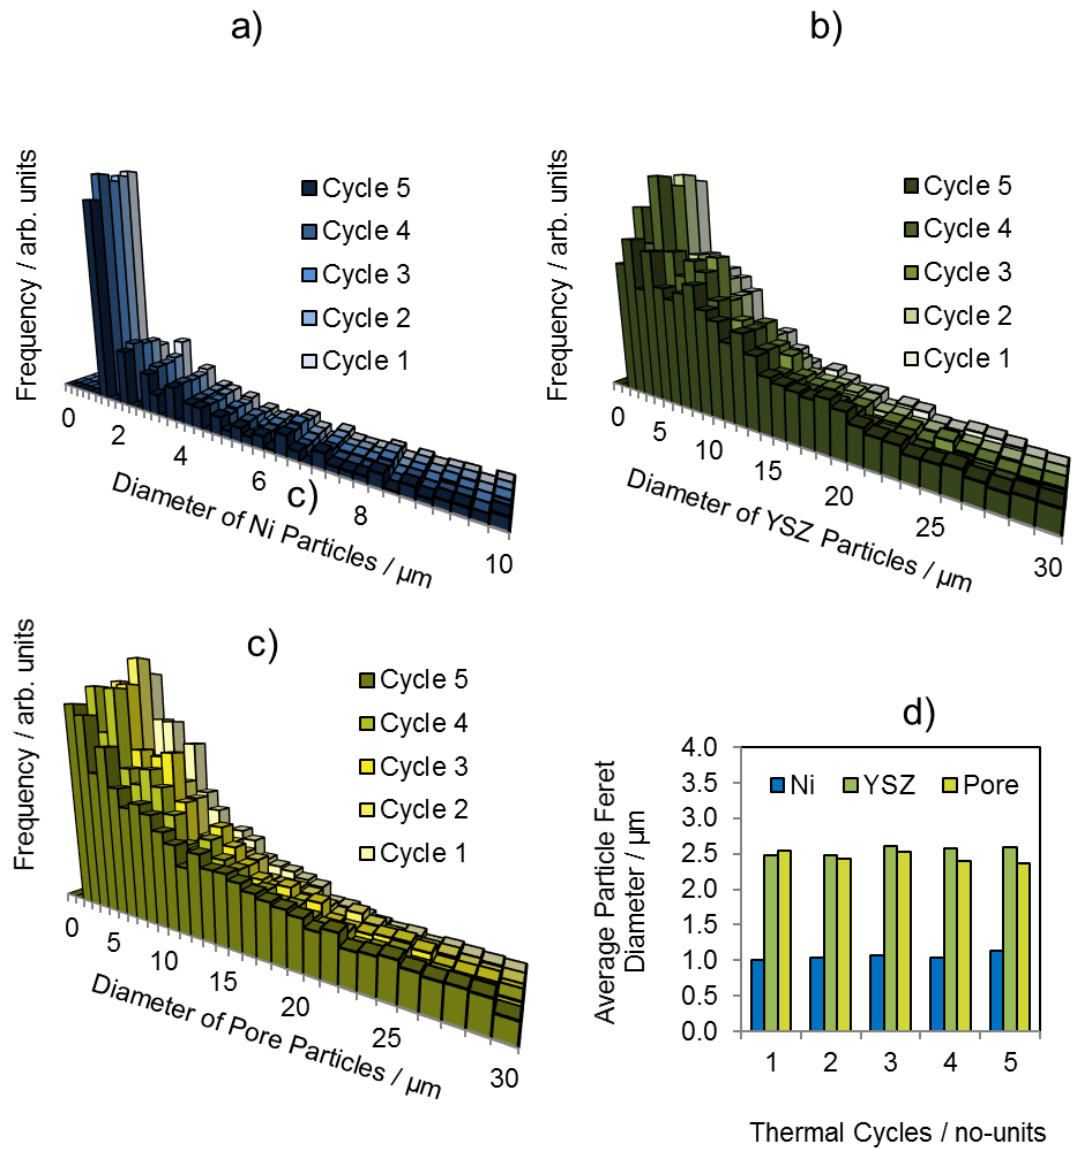 a)
Frequency / arb. units
Cycle 5
Cycle 4
Cycle 3
Cycle 2
Cycle 1
0
2
4
6
8
10
Diameter of Ni Particles / µm
c)
b)
Frequency / arb. units
Cycle 5
Cycle 4
Cycle 3
Cycle 2
Cycle 1
0
5
10
15
20
25
30
Diameter of YSZ Particles / µm
c)
Frequency / arb. units
Cycle 5
Cycle 4
Cycle 3
Cycle 2
Cycle 1
0
5
10
15
20
25
30
Diameter of Pore Particles / µm
d)
Average Particle Feret
Diameter / µm
4.0
3.5
3.0
2.5
2.0
1.5
1.0
0.5
0.0
Ni YSZ Pore
1 2 3 4 5
Thermal Cycles / no-units